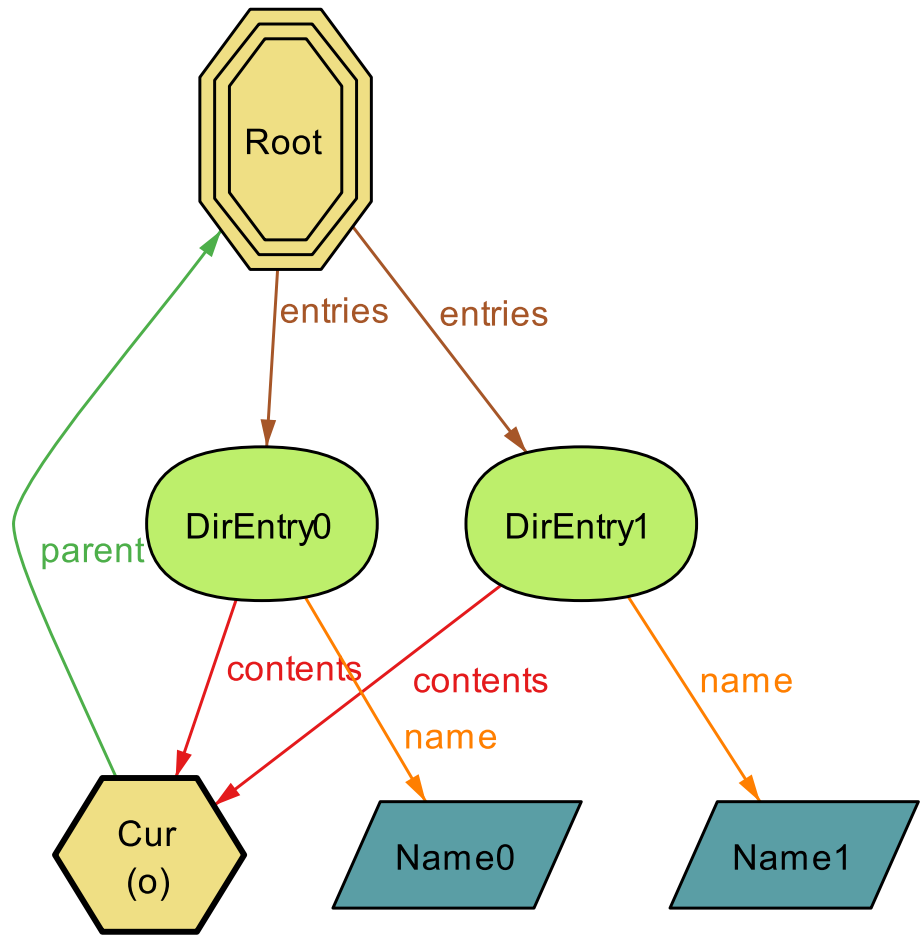 Root
entries
entries
DirEntry0
DirEntry1
parent
contents
contents
name
name
Cur
(o)
Name0
Name1